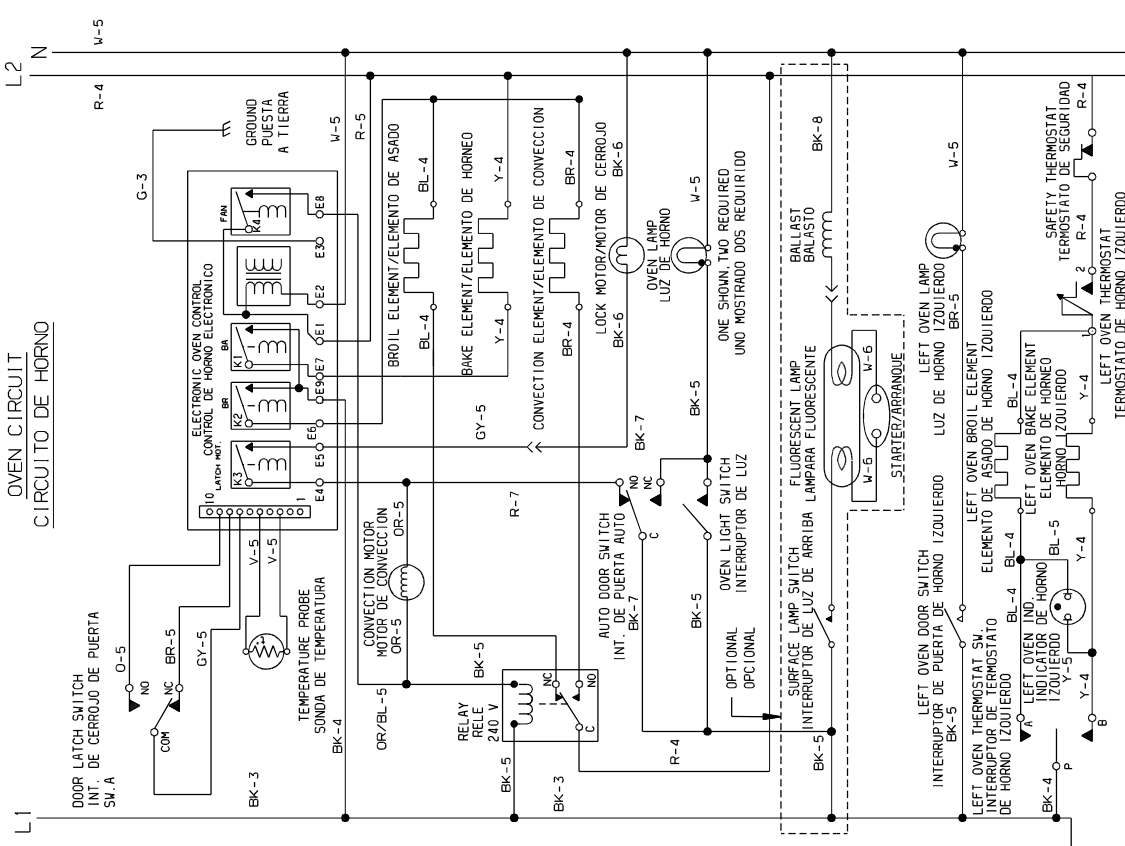 OVEN CIRCUIT
CIRCUITO DE HORNO
L1
L2
N
R-4
W-5
DOOR LATCH SWITCH
INT. DE CERROJO DE PUERTA
SW.A
O-5
NO
COM
NC
BR-5
GY-5
BK-3
G-3
GROUND
PUESTA
A TIERRA
ELECTRONIC OVEN CONTROL
CONTROL DE HORNO ELECTRONICO
LATCH MOT.
K3
BR
K2
BA
K1
FAN
K4
10
1
E4
E5
E6
E9
E7
E1
E2
E3
E8
V-5
V-5
TEMPERATURE PROBE
SONDA DE TEMPERATURA
BK-4
W-5
R-5
CONVECTION MOTOR
MOTOR DE CONVECCION
OR-5
OR-5
OR/BL-5
BROIL ELEMENT/ELEMENTO DE ASADO
BL-4
BL-4
BAKE ELEMENT/ELEMENTO DE HORNEO
Y-4
Y-4
GY-5
CONVECTION ELEMENT/ELEMENTO DE CONVECCION
BR-4
BR-4
BK-5
RELAY
RELE
240 V
NC
NO
C
BK-5
BK-3
R-7
LOCK MOTOR/MOTOR DE CERROJO
BK-6
BK-6
AUTO DOOR SWITCH
INT. DE PUERTA AUTO
BK-7
NO
NC
C
BK-7
OVEN LAMP
LUZ DE HORNO
W-5
BK-5
BK-5
R-4
ONE SHOWN,TWO REQUIRED
UNO MOSTRADO DOS REQUIRIDO
OVEN LIGHT SWITCH
INTERRUPTOR DE LUZ
OPTIONAL
OPCIONAL
SURFACE LAMP SWITCH
INTERRUPTOR DE LUZ DE ARRIBA
BK-5
FLUORESCENT LAMP
LAMPARA FLUORESCENTE
BALLAST
BALASTO
BK-8
W-6
W-6
STARTER/ARRANQUE
LEFT OVEN DOOR SWITCH
INTERRUPTOR DE PUERTA DE HORNO IZQUIERDO
BK-5
LEFT OVEN LAMP
LUZ DE HORNO IZQUIERDO
BR-5
W-5
LEFT OVEN THERMOSTAT SW.
INTERRUPTOR DE TERMOSTATO
DE HORNO IZQUIERDO
LEFT OVEN BROIL ELEMENT
ELEMENTO DE ASADO DE HORNO IZQUIERDO
BL-4
BL-4
BL-4
BL-5
A
B
P
BK-4
LEFT OVEN IND.
INDICADOR DE HORNO
IZQUIERDO
Y-5
Y-4
Y-4
LEFT OVEN BAKE ELEMENT
ELEMENTO DE HORNEO
HORNO IZQUIERDO
Y-4
1
2
LEFT OVEN THERMOSTAT
TERMOSTATO DE HORNO IZQUIERDO
SAFETY THERMOSTAT
TERMOSTATO DE SEGURIDAD
R-4
R-4